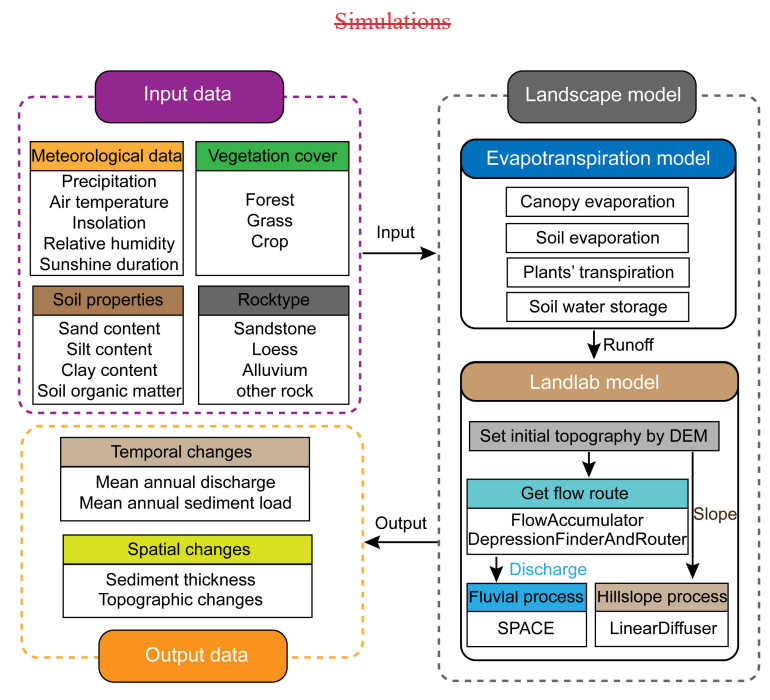 Simulations
Input data
Meteorological data
Precipitation
Air temperature
Insolation
Relative humidity
Sunshine duration
Vegetation cover
Forest
Grass
Crop
Soil properties
Sand content
Silt content
Clay content
Soil organic matter
Rocktype
Sandstone
Loess
Alluvium
other rock
Input
Landscape model
Evapotranspiration model
Canopy evaporation
Soil evaporation
Plants’ transpiration
Soil water storage
Runoff
Landlab model
Set initial topography by DEM
Get flow route
FlowAccumulator
DepressionFinderAndRouter
Slope
Discharge
Fluvial process
SPACE
Hillslope process
LinearDiffuser
Output
Temporal changes
Mean annual discharge
Mean annual sediment load
Spatial changes
Sediment thickness
Topographic changes
Output data